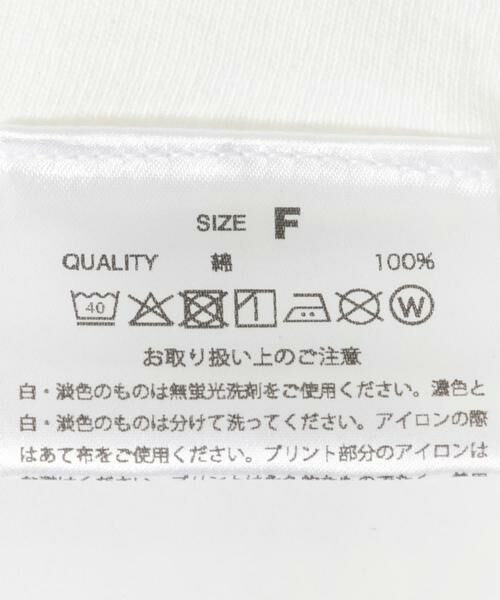 SIZE F
QUALITY 綿 100%
40 W
お取り扱い上のご注意
白・淡色のものは無蛍光洗剤をご使用ください。濃色と
白・淡色のものは分けて洗ってください。アイロンの際
はあて布をご使用ください。プリント部分のアイロンは